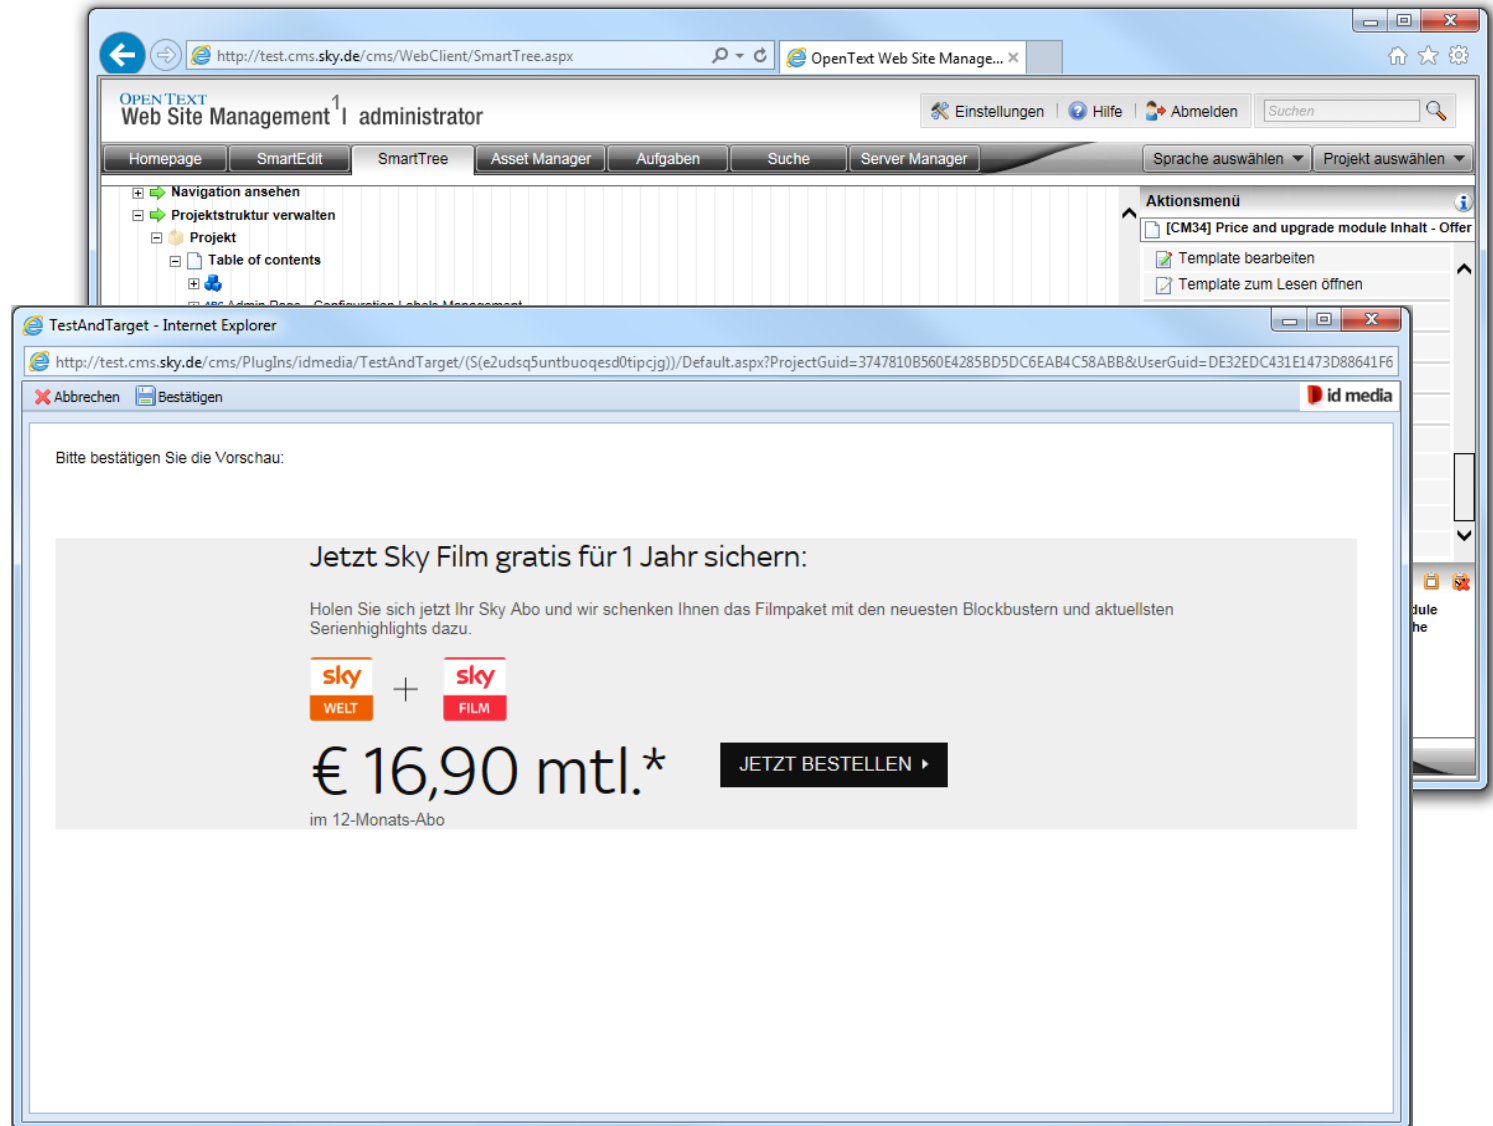 http://test.cms.sky.de/cms/WebClient/SmartTree.aspx
OpenText Web Site Manage...
OPEN TEXT
Web Site Management 1 | administrator
Einstellungen | Hilfe | Abmelden
Suchen
Homepage SmartEdit SmartTree Asset Manager Aufgaben Suche Server Manager
Sprache auswählen Projekt auswählen
Navigation ansehen
Projektstruktur verwalten
Projekt
Table of contents
ABC Admin Page - Configuration Labels Management
Aktionsmenü
[CM34] Price and upgrade module Inhalt - Offer
Template bearbeiten
Template zum Lesen öffnen
TestAndTarget - Internet Explorer
http://test.cms.sky.de/cms/PlugIns/idmedia/TestAndTarget/(S(e2udsq5untbuoqesd0tipcjg))/Default.aspx?ProjectGuid=3747810B560E4285BD5DC6EAB4C58ABB&UserGuid=DE32EDC431E1473D88641F6
Abbrechen Bestätigen
id media
Bitte bestätigen Sie die Vorschau:
Jetzt Sky Film gratis für 1 Jahr sichern:
Holen Sie sich jetzt Ihr Sky Abo und wir schenken Ihnen das Filmpaket mit den neuesten Blockbustern und aktuellsten
Serienhighlights dazu.
sky
WELT
+
sky
FILM
€ 16,90 mtl.*
JETZT BESTELLEN
im 12-Monats-Abo